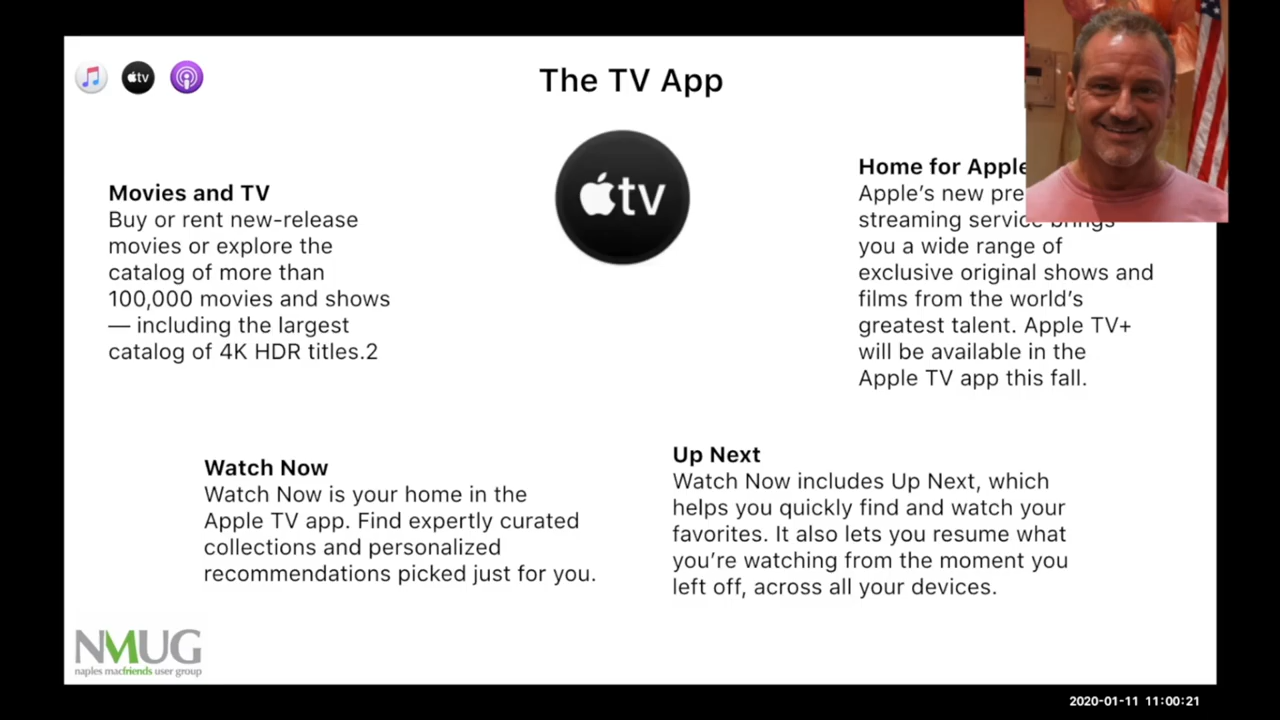 The TV App
tv
tv
Movies and TV
Buy or rent new-release
movies or explore the
catalog of more than
100,000 movies and shows
— including the largest
catalog of 4K HDR titles.2
Home for Apple
Apple’s new
streaming service brings
you a wide range of
exclusive original shows and
films from the world’s
greatest talent. Apple TV+
will be available in the
Apple TV app this fall.
Watch Now
Watch Now is your home in the
Apple TV app. Find expertly curated
collections and personalized
recommendations picked just for you.
Up Next
Watch Now includes Up Next, which
helps you quickly find and watch your
favorites. It also lets you resume what
you’re watching from the moment you
left off, across all your devices.
NMUG
naples macfriends user group
2020-01-11 11:00:21